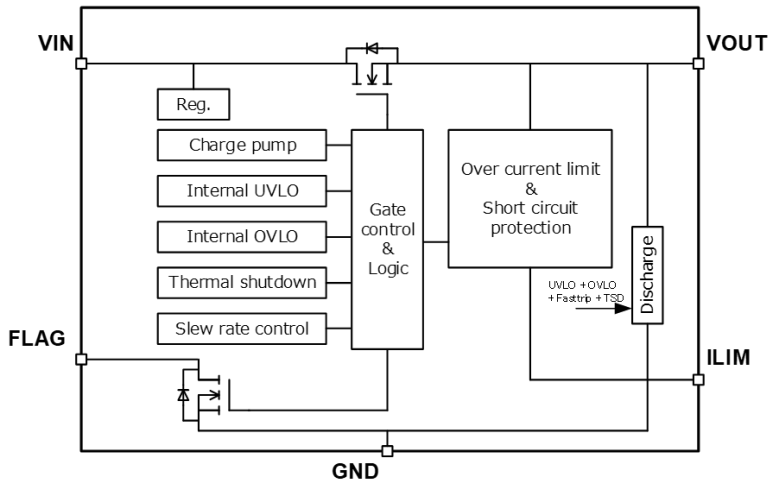 VIN
VOUT
Reg.
Charge pump
Internal UVLO
Internal OVLO
Thermal shutdown
Slew rate control
Gate
control
&
Logic
Over current limit
&
Short circuit
protection
UVLO +OVLO
+ Fasttrip + TSD
Discharge
FLAG
ILIM
GND